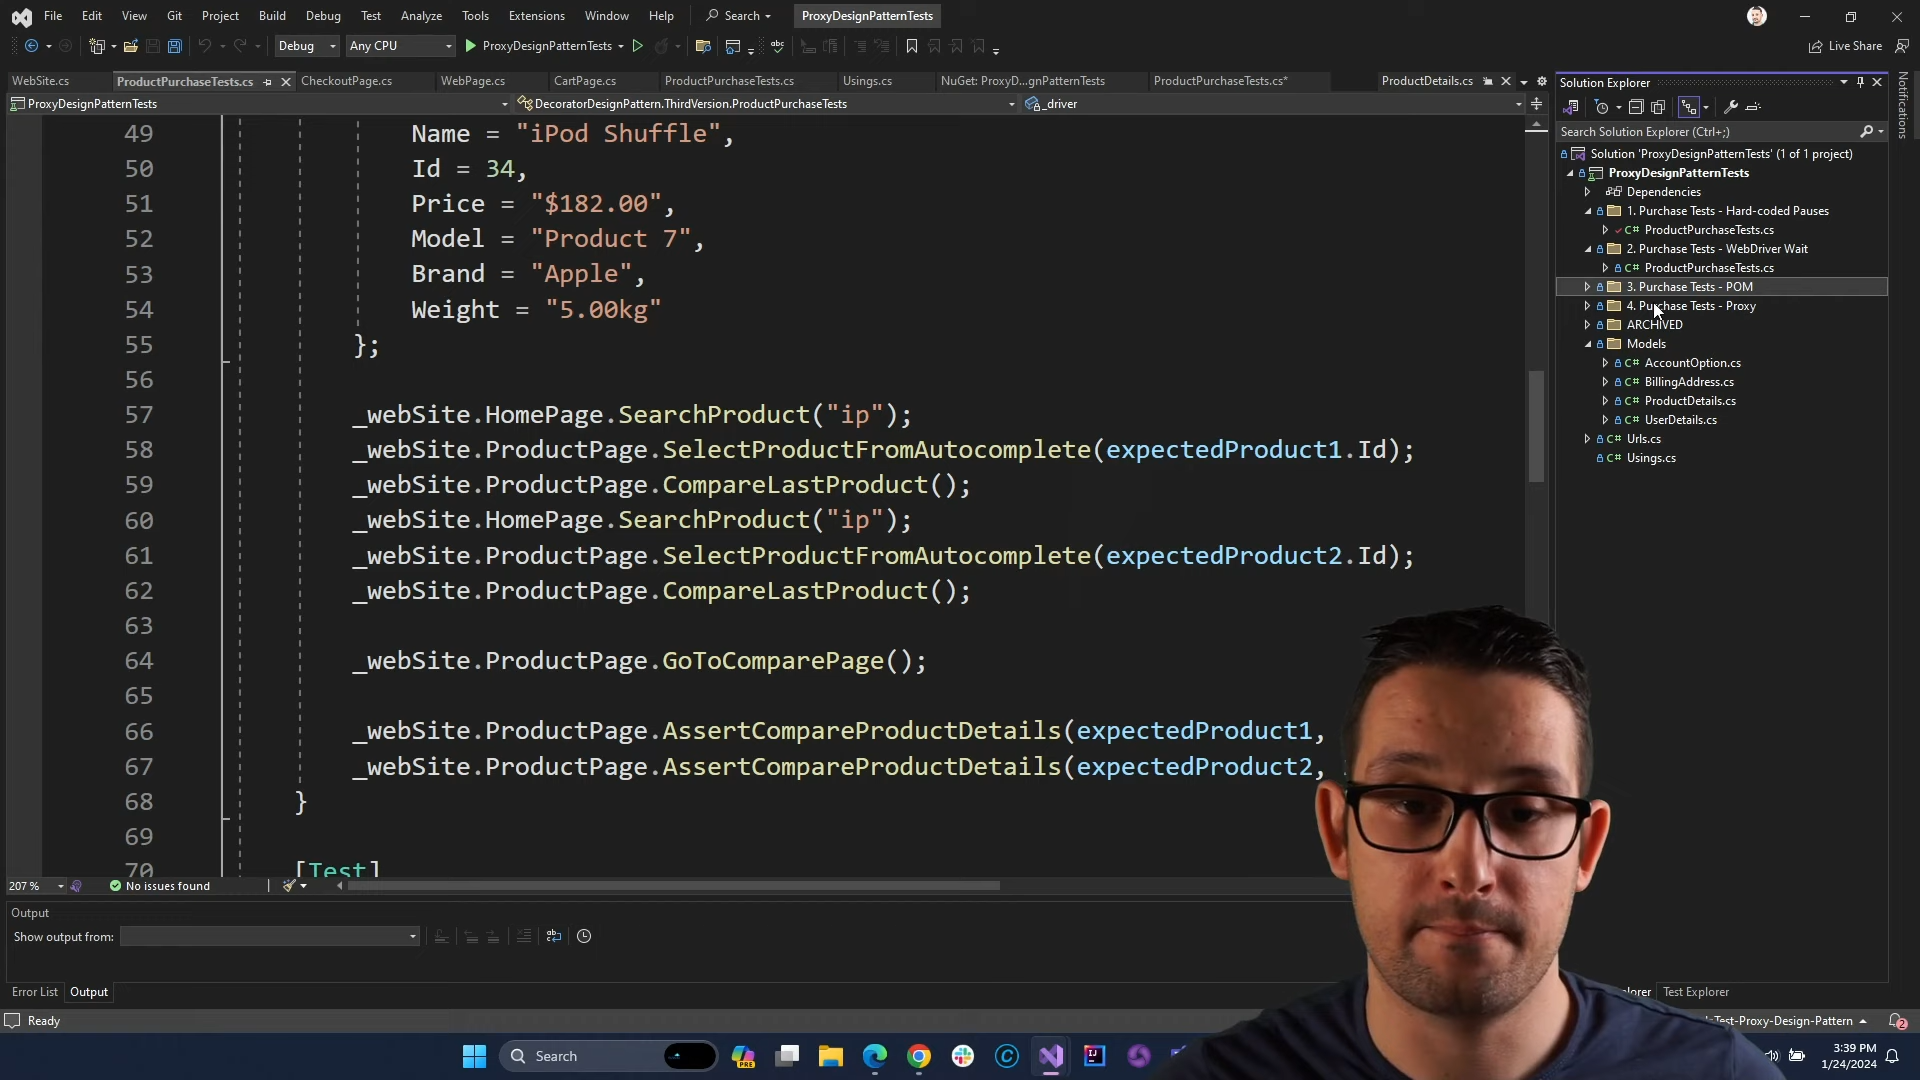 File Edit View Git Project Build Debug Test Analyze Tools Extensions Window Help Search ProxyDesignPatternTests
Debug Any CPU ProxyDesignPatternTests Live Share
WebSite.cs ProductPurchaseTests.cs CheckoutPage.cs WebPage.cs CartPage.cs ProductPurchaseTests.cs Usings.cs NuGet: ProxyD...gnPatternTests ProductPurchaseTests.cs* ProductDetails.cs
ProxyDesignPatternTests DecoratorDesignPattern.ThirdVersion.ProductPurchaseTests _driver
49 Name = "iPod Shuffle",
50 Id = 34,
51 Price = "$182.00",
52 Model = "Product 7",
53 Brand = "Apple",
54 Weight = "5.00kg"
55 };
56
57 _webSite.HomePage.SearchProduct("ip");
58 _webSite.ProductPage.SelectProductFromAutocomplete(expectedProduct1.Id);
59 _webSite.ProductPage.CompareLastProduct();
60 _webSite.HomePage.SearchProduct("ip");
61 _webSite.ProductPage.SelectProductFromAutocomplete(expectedProduct2.Id);
62 _webSite.ProductPage.CompareLastProduct();
63
64 _webSite.ProductPage.GoToComparePage();
65
66 _webSite.ProductPage.AssertCompareProductDetails(expectedProduct1,
67 _webSite.ProductPage.AssertCompareProductDetails(expectedProduct2,
68 }
69
70 [Test]
207 % No issues found
Output
Show output from:
Error List Output
Ready
Solution Explorer
Search Solution Explorer (Ctrl+;)
Solution 'ProxyDesignPatternTests' (1 of 1 project)
ProxyDesignPatternTests
Dependencies
1. Purchase Tests - Hard-coded Pauses
C# ProductPurchaseTests.cs
2. Purchase Tests - WebDriver Wait
C# ProductPurchaseTests.cs
3. Purchase Tests - POM
4. Purchase Tests - Proxy
ARCHIVED
Models
C# AccountOption.cs
C# BillingAddress.cs
C# ProductDetails.cs
C# UserDetails.cs
C# Urls.cs
C# Usings.cs
Notifications
Test Explorer
Test-Proxy-Design-Pattern 2
Search PRE
3:39 PM
1/24/2024